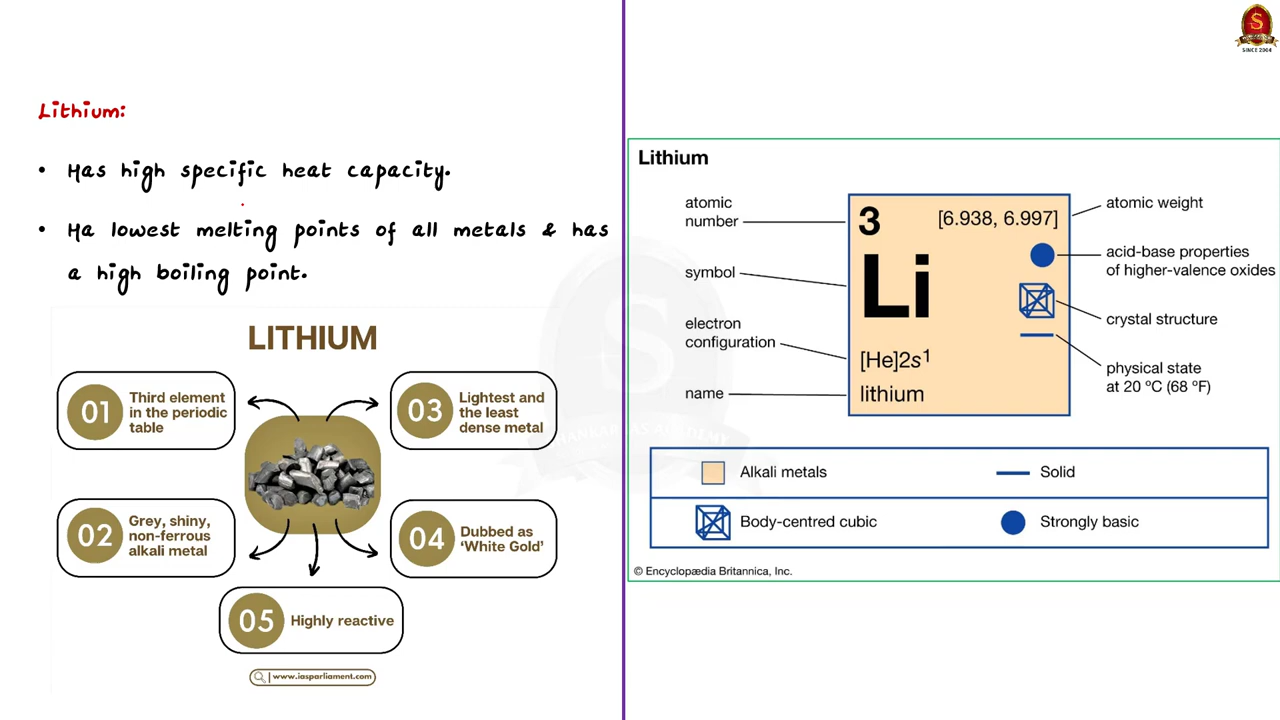 SINCE 2004
Lithium:
• Has high specific heat capacity.
• Ha lowest melting points of all metals & has
a high boiling point.
LITHIUM
01
Third element
in the periodic
table
03
Lightest and
the least
dense metal
02
Grey, shiny,
non-ferrous
alkali metal
04
Dubbed as
'White Gold'
05
Highly reactive
www.iasparliament.com
Lithium
atomic
number
symbol
electron
configuration
name
3
[6.938, 6.997]
Li
[He]2s¹
lithium
atomic weight
acid-base properties
of higher-valence oxides
crystal structure
physical state
at 20 ºC (68 ºF)
Alkali metals
Solid
Body-centred cubic
Strongly basic
© Encyclopædia Britannica, Inc.